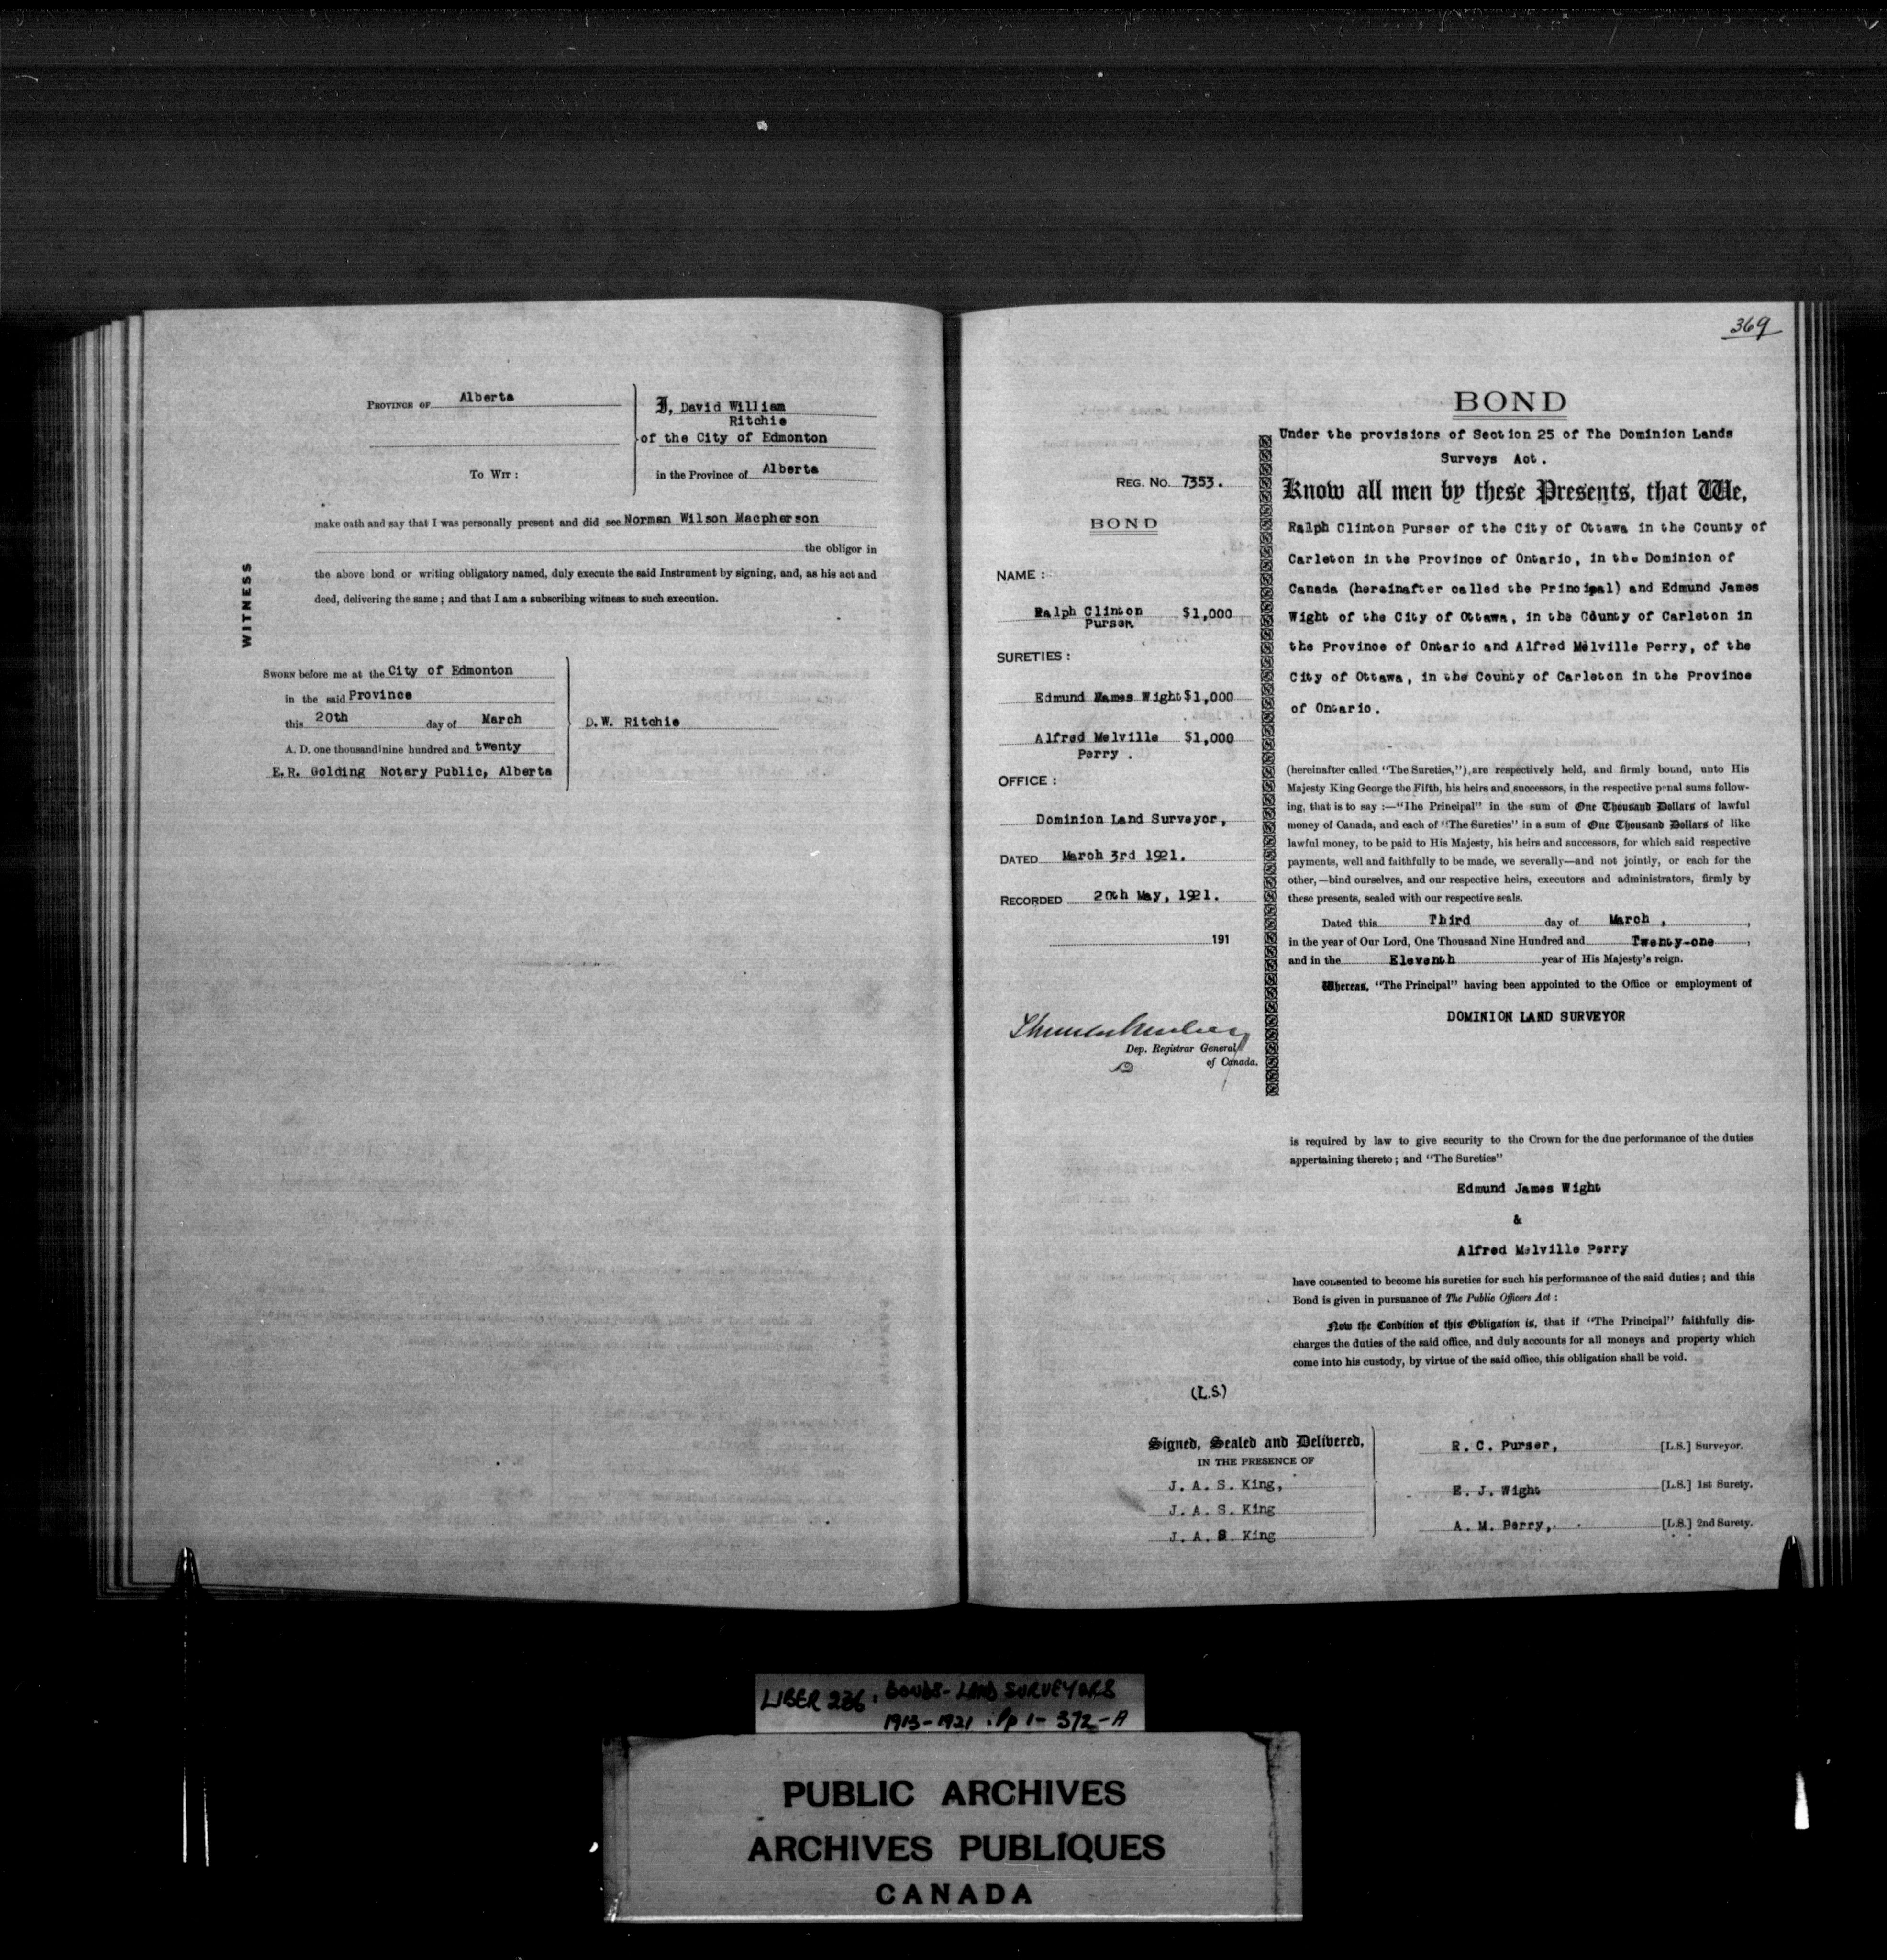 PROVINCE OF Alberta
TO WIT :
I, David William
Ritchie
of the City of Edmonton
in the Province of Alberta
make oath and say that I was personally present and did see Norman Wilson Macpherson
the obligor in
the above bond or writing obligatory named, duly execute the said Instrument by signing, and, as his act and
deed, delivering the same ; and that I am a subscribing witness to such execution.
WITNESS
SWORN before me at the City of Edmonton
in the said Province
this 20th day of March
A. D. one thousand nine hundred and twenty
E.R. Golding Notary Public, Alberta
D.W. Ritchie
369
REG. NO. 7353.
BOND
NAME :
Ralph Clinton $1,000
Purser
SURETIES :
Edmund James Wight $1,000
Alfred Melville $1,000
Perry .
OFFICE :
Dominion Land Surveyor,
DATED March 3rd 1921.
RECORDED 20th May, 1921.
191
Dep. Registrar General
of Canada.
BOND
Under the provisions of Section 25 of The Dominion Lands
Surveys Act.
Know all men by these Presents, that We,
Ralph Clinton Purser of the City of Ottawa in the County of
Carleton in the Province of Ontario, in the Dominion of
Canada (hereinafter called the Principal) and Edmund James
Wight of the City of Ottawa, in the County of Carleton in
the Province of Ontario and Alfred Melville Perry, of the
City of Ottawa, in the County of Carleton in the Province
of Ontario.
(hereinafter called "The Sureties,"), are respectively held, and firmly bound, unto His
Majesty King George the Fifth, his heirs and successors, in the respective penal sums follow-
ing, that is to say :—"The Principal" in the sum of One Thousand Dollars of lawful
money of Canada, and each of "The Sureties" in a sum of One Thousand Dollars of like
lawful money, to be paid to His Majesty, his heirs and successors, for which said respective
payments, well and faithfully to be made, we severally—and not jointly, or each for the
other,—bind ourselves, and our respective heirs, executors and administrators, firmly by
these presents, sealed with our respective seals.
Dated this Third day of March , ,
in the year of Our Lord, One Thousand Nine Hundred and Twenty-one ,
and in the Eleventh year of His Majesty's reign.
Whereas, "The Principal" having been appointed to the Office or employment of
DOMINION LAND SURVEYOR
is required by law to give security to the Crown for the due performance of the duties
appertaining thereto ; and "The Sureties"
Edmund James Wight
&
Alfred Melville Perry
have consented to become his sureties for such his performance of the said duties ; and this
Bond is given in pursuance of The Public Officers Act :
Now the Condition of this Obligation is, that if "The Principal" faithfully dis-
charges the duties of the said office, and duly accounts for all moneys and property which
come into his custody, by virtue of the said office, this obligation shall be void.
(L.S.)
Signed, Sealed and Delivered,
IN THE PRESENCE OF
J. A. S. King,
J. A. S. King
J. A. S. King
R. C. Purser, [L.S.] Surveyor.
E. J. Wight [L.S.] 1st Surety.
A. M. Perry, [L.S.] 2nd Surety.
LIBER 236 : BONDS - LAND SURVEYORS
1913-1921 : Pp 1- 372-A
PUBLIC ARCHIVES
ARCHIVES PUBLIQUES
CANADA